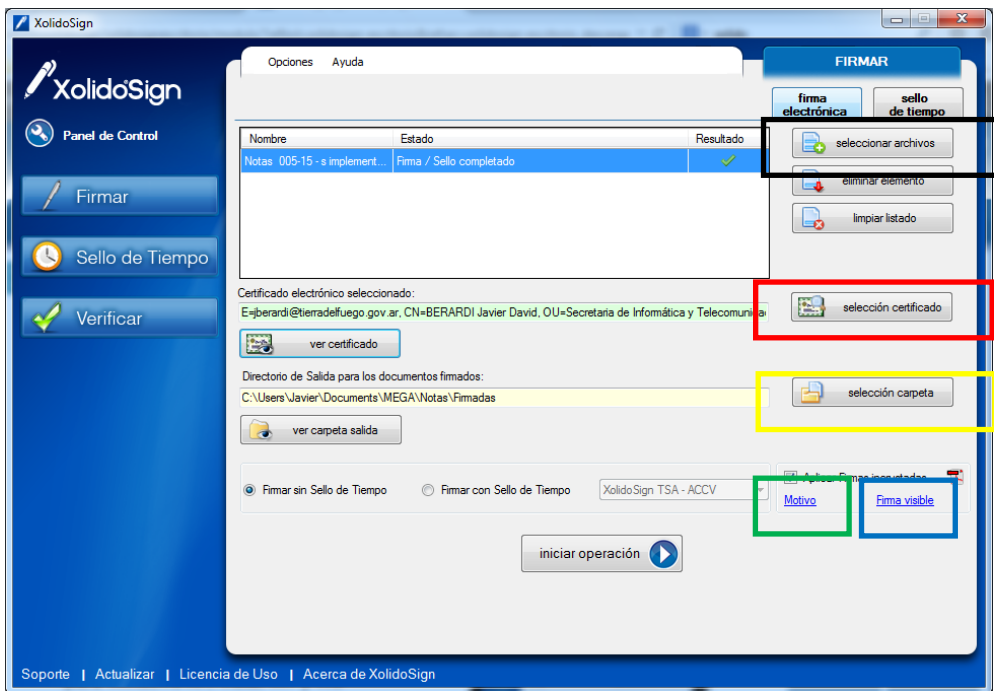 XolidoSign
Opciones Ayuda
FIRMAR
XolidoSign
firma electrónica
sello de tiempo
Panel de Control
Nombre Estado Resultado
seleccionar archivos
Notas 005-15 - s implement... Firma / Sello completado
eliminar elemento
Firmar
limpiar listado
Sello de Tiempo
Certificado electrónico seleccionado:
E=jberardi@tierradelfuego.gov.ar, CN=BERARDI Javier David, OU=Secretaria de Informática y Telecomunica
selección certificado
Verificar
ver certificado
Directorio de Salida para los documentos firmados:
C:\Users\Javier\Documents\MEGA\Notas\Firmadas
selección carpeta
ver carpeta salida
Aplicar Firmas incrustadas
Firmar sin Sello de Tiempo Firmar con Sello de Tiempo XolidoSign TSA - ACCV
Motivo Firma visible
iniciar operación
Soporte | Actualizar | Licencia de Uso | Acerca de XolidoSign